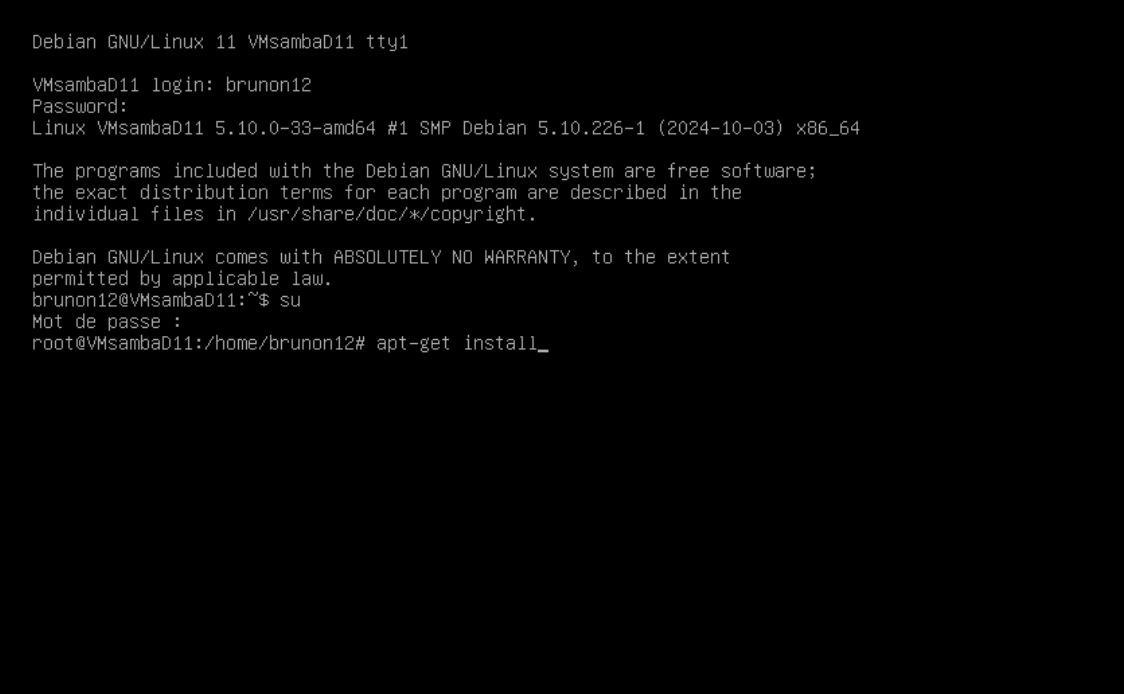 Debian GNU/Linux 11 VMsambaD11 tty1
VMsambaD11 login: brunon12
Password:
Linux VMsambaD11 5.10.0-33-amd64 #1 SMP Debian 5.10.226-1 (2024-10-03) x86_64
The programs included with the Debian GNU/Linux system are free software;
the exact distribution terms for each program are described in the
individual files in /usr/share/doc/*/copyright.
Debian GNU/Linux comes with ABSOLUTELY NO WARRANTY, to the extent
permitted by applicable law.
brunon12@VMsambaD11:~$ su
Mot de passe :
root@VMsambaD11:/home/brunon12# apt-get install_